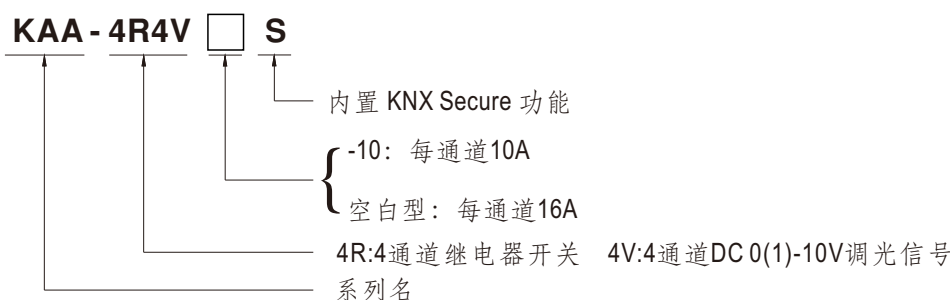 KAA-4R4V □ S
内置 KNX Secure 功能
-10：每通道10A
空白型：每通道16A
4R:4通道继电器开关 4V:4通道DC 0(1)-10V调光信号
系列名